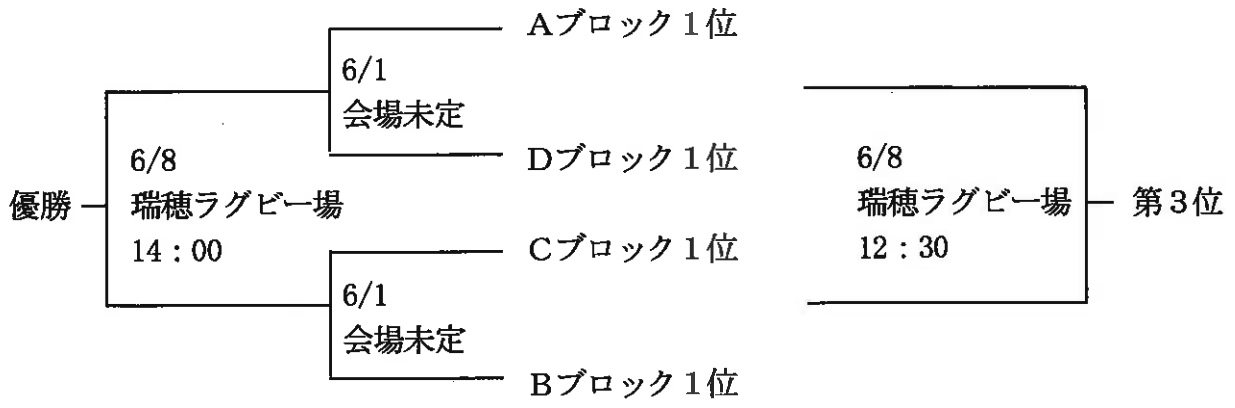 Aブロック1位
6/1
会場未定
Dブロック1位
6/8
瑞穂ラグビー場
14：00
優勝
Cブロック1位
6/1
会場未定
Bブロック1位
6/8
瑞穂ラグビー場
12：30
第3位